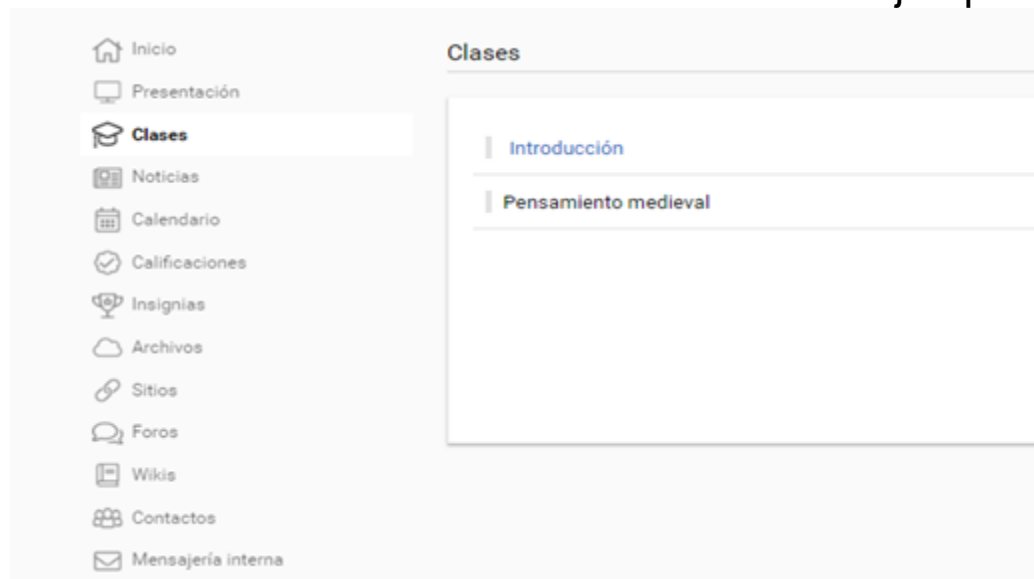 Inicio
Presentación
Clases
Noticias
Calendario
Calificaciones
Insignias
Archivos
Sitios
Foros
Wikis
Contactos
Mensajería interna
Clases
Introducción
Pensamiento medieval